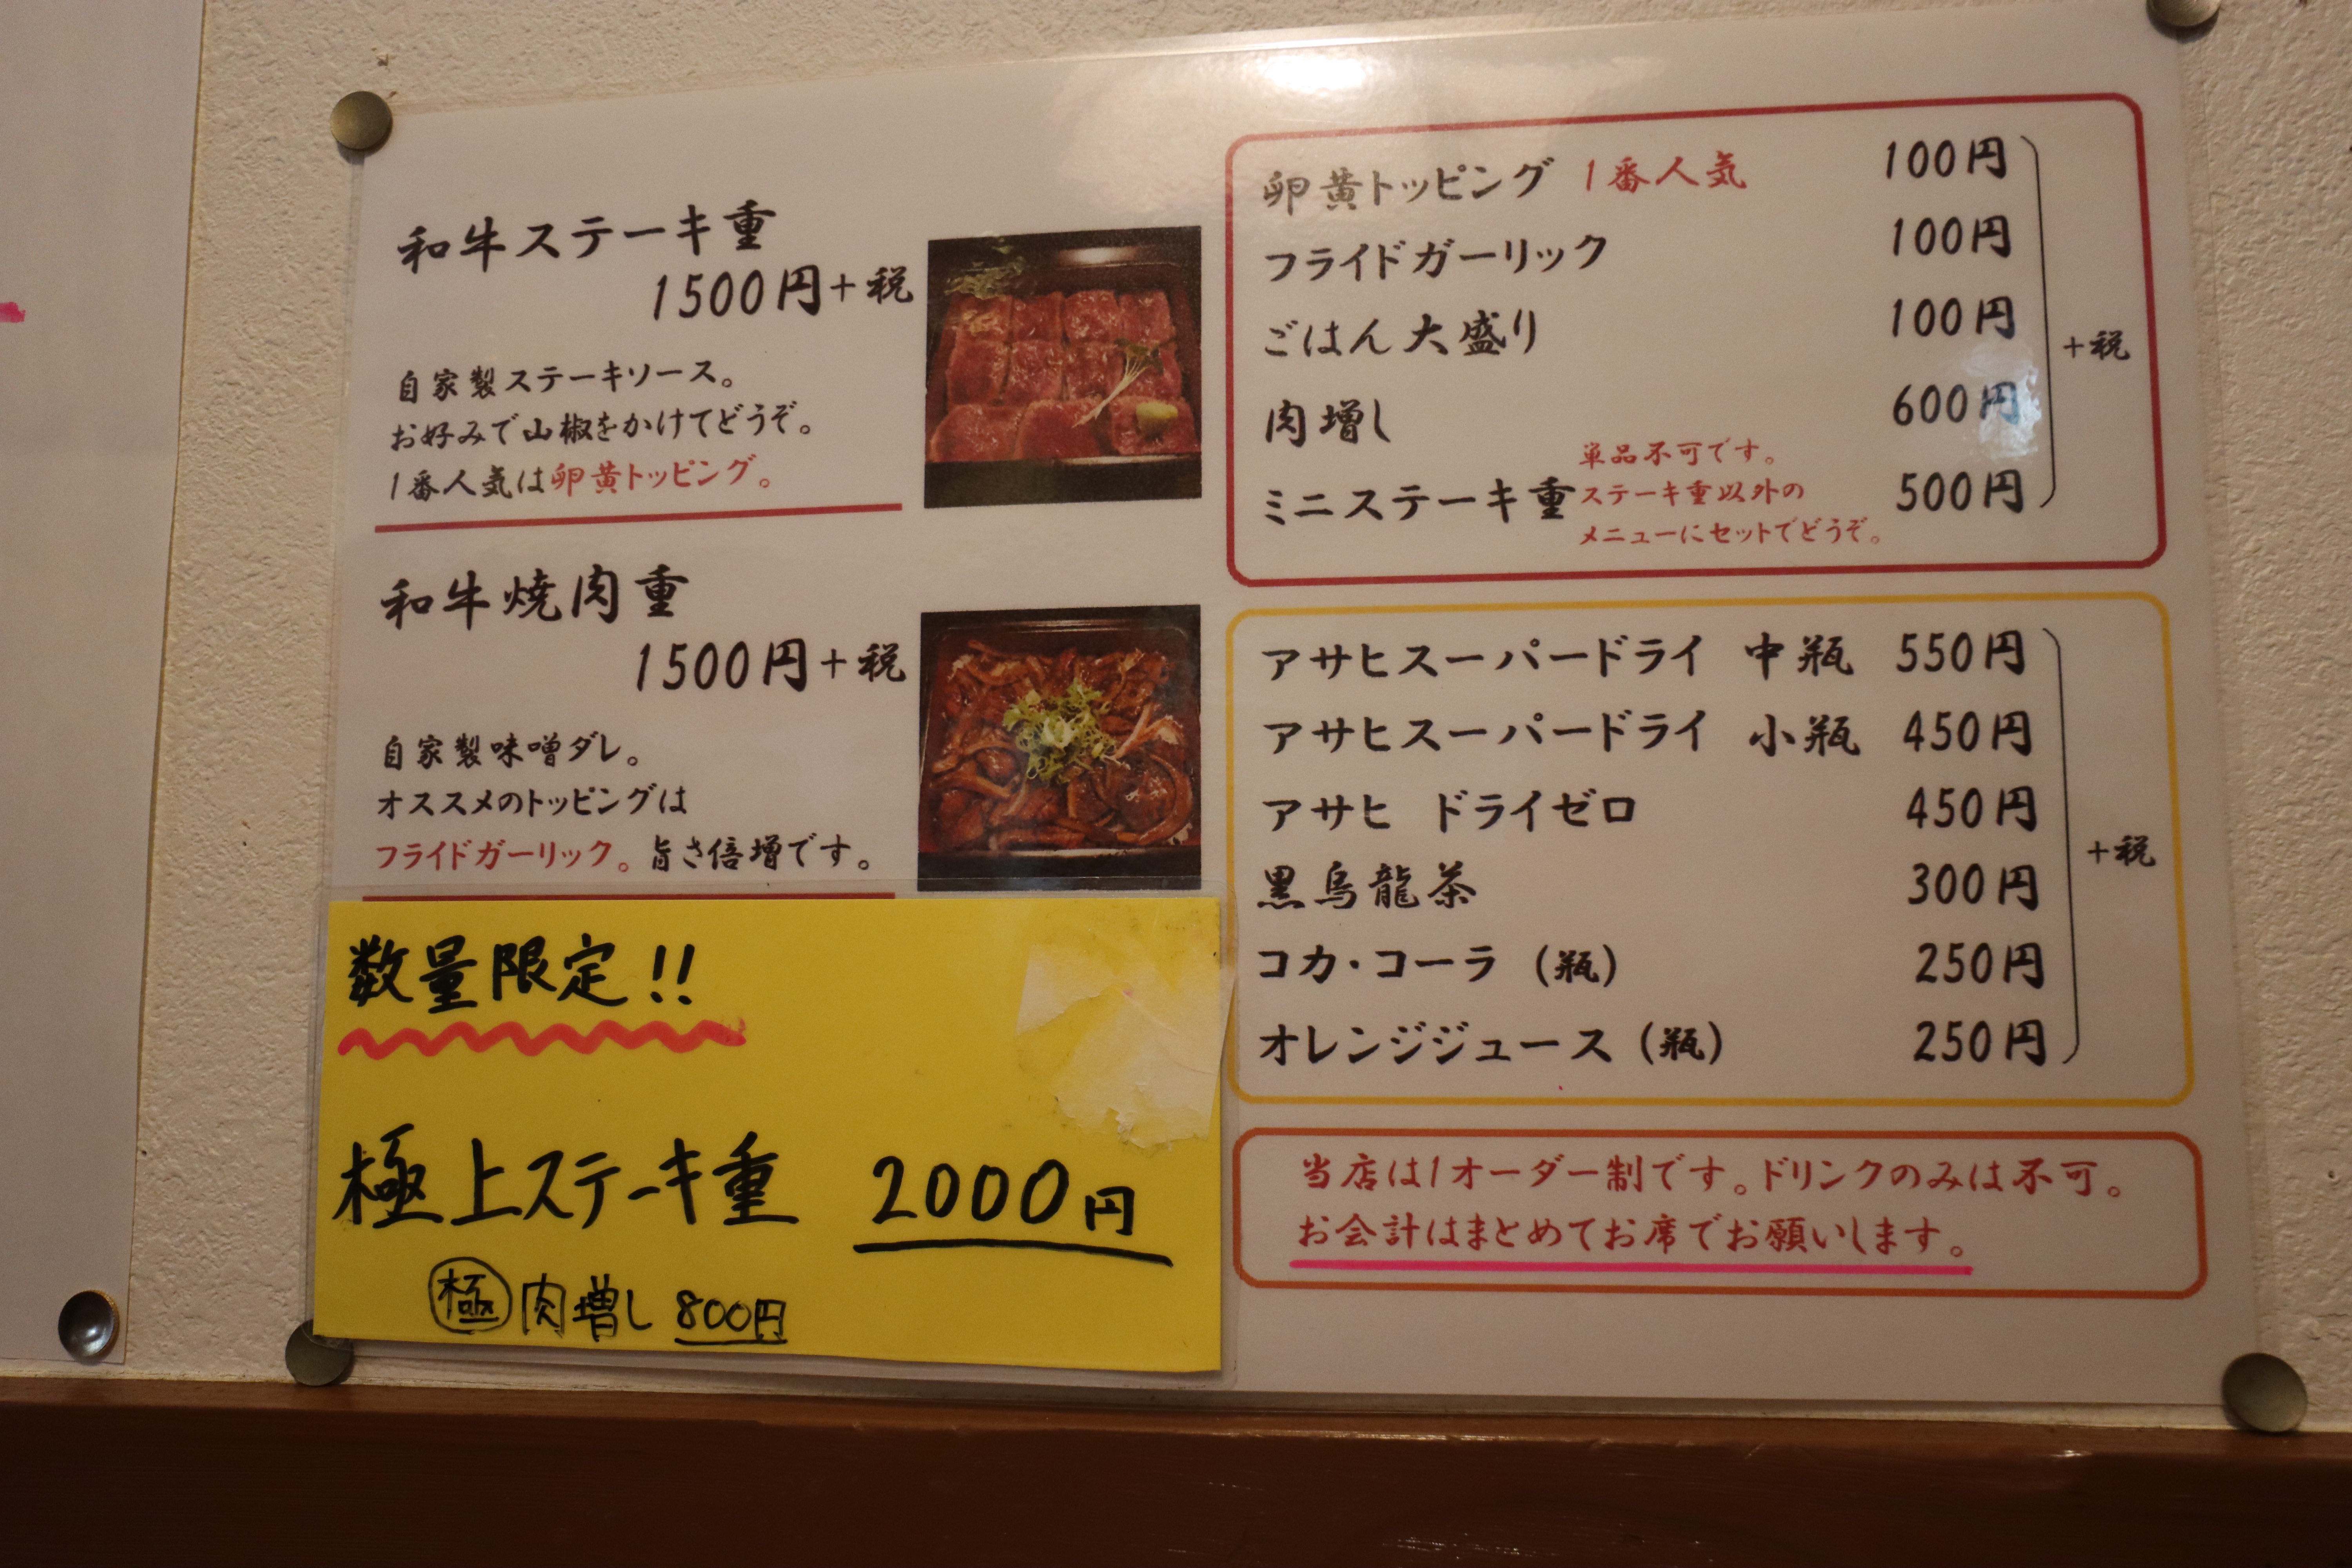 和牛ステーキ重
1500円+税
自家製ステーキソース。
お好みで山椒をかけてどうぞ。
1番人気は卵黄トッピング。
和牛焼肉重
1500円+税
自家製味噌ダレ。
オススメのトッピングは
フライドガーリック。旨さ倍増です。
数量限定!!
極上ステーキ重 2000円
極 肉増し 800円
卵黄トッピング 1番人気 100円
フライドガーリック 100円
ごはん大盛り 100円
肉増し 600円
ミニステーキ重 500円
単品不可です。
ステーキ重以外の
メニューにセットでどうぞ。
+税
アサヒスーパードライ 中瓶 550円
アサヒスーパードライ 小瓶 450円
アサヒ ドライゼロ 450円
黒烏龍茶 300円
コカ・コーラ (瓶) 250円
オレンジジュース (瓶) 250円
+税
当店は1オーダー制です。ドリンクのみは不可。
お会計はまとめてお席でお願いします。